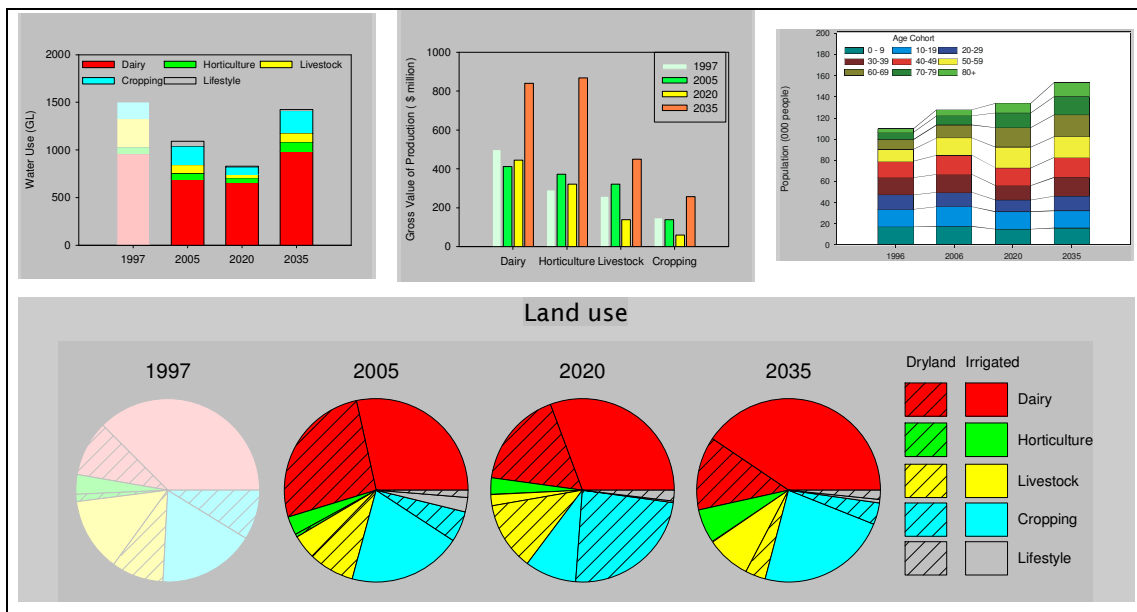 2000
1500
1000
500
0
Water Use (GL)
Dairy Horticulture Livestock
Cropping Lifestyle
1997 2005 2020 2035
1000
800
600
400
200
0
Gross Value of Production ( $ million)
1997
2005
2020
2035
Dairy Horticulture Livestock Cropping
200
180
160
140
120
100
80
60
40
20
0
Population (000 people)
Age Cohort
0 - 9 10-19 20-29
30-39 40-49 50-59
60-69 70-79 80+
1996 2006 2020 2035
Land use
1997 2005 2020 2035
Dryland Irrigated
Dairy
Horticulture
Livestock
Cropping
Lifestyle